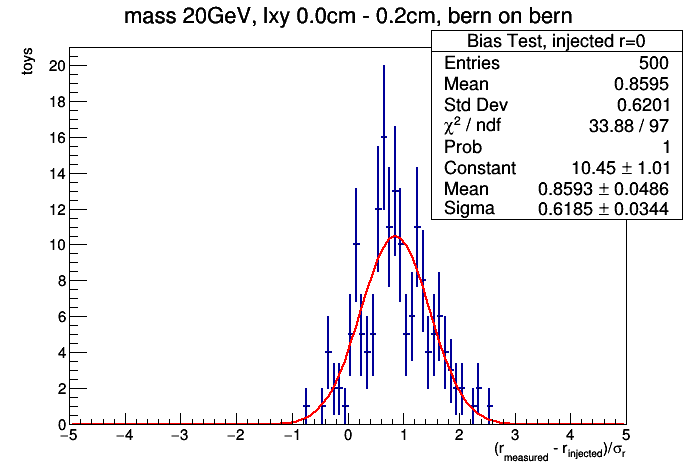 mass 20GeV, lxy 0.0cm - 0.2cm, bern on bern
Bias Test, injected r=0
Entries 500
Mean 0.8595
Std Dev 0.6201
χ² / ndf 33.88 / 97
Prob 1
Constant 10.45 ± 1.01
Mean 0.8593 ± 0.0486
Sigma 0.6185 ± 0.0344
toys
20
18
16
14
12
10
8
6
4
2
0
−5 −4 −3 −2 −1 0 1 2 3 4 5
(r_measured - r_injected)/σ_r